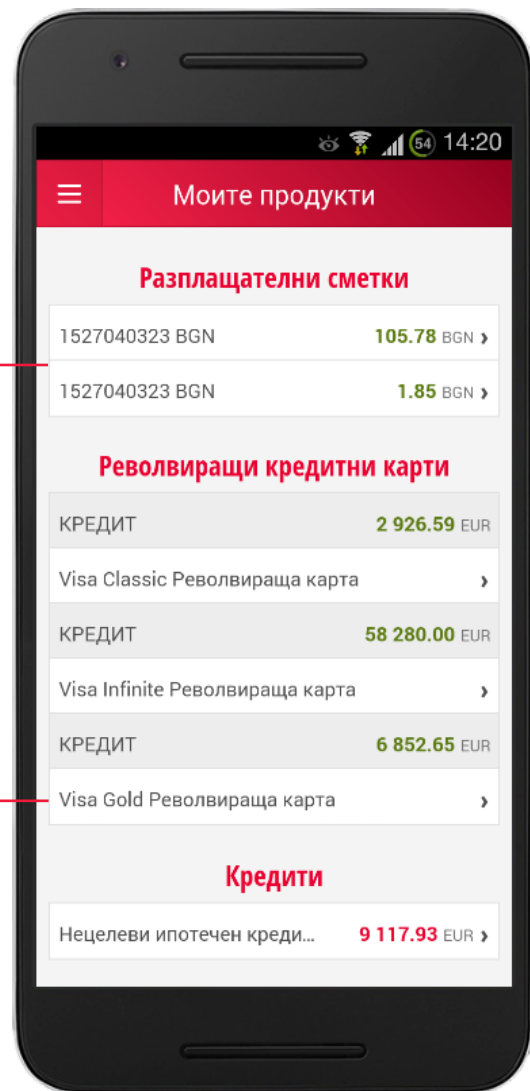 54 14:20
Моите продукти
Разплащателни сметки
1527040323 BGN 105.78 BGN ›
1527040323 BGN 1.85 BGN ›
Револвиращи кредитни карти
КРЕДИТ 2 926.59 EUR
Visa Classic Револвираща карта ›
КРЕДИТ 58 280.00 EUR
Visa Infinite Револвираща карта ›
КРЕДИТ 6 852.65 EUR
Visa Gold Револвираща карта ›
Кредити
Нецелеви ипотечен креди... 9 117.93 EUR ›